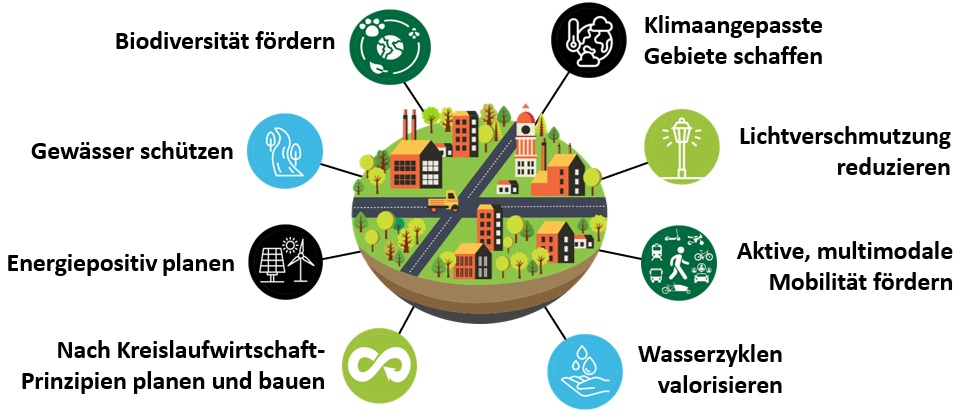 Biodiversität fördern
Klimaangepasste
Gebiete schaffen
Gewässer schützen
Lichtverschmutzung
reduzieren
Energiepositiv planen
Aktive, multimodale
Mobilität fördern
Nach Kreislaufwirtschaft-
Prinzipien planen und bauen
Wasserzyklen
valorisieren